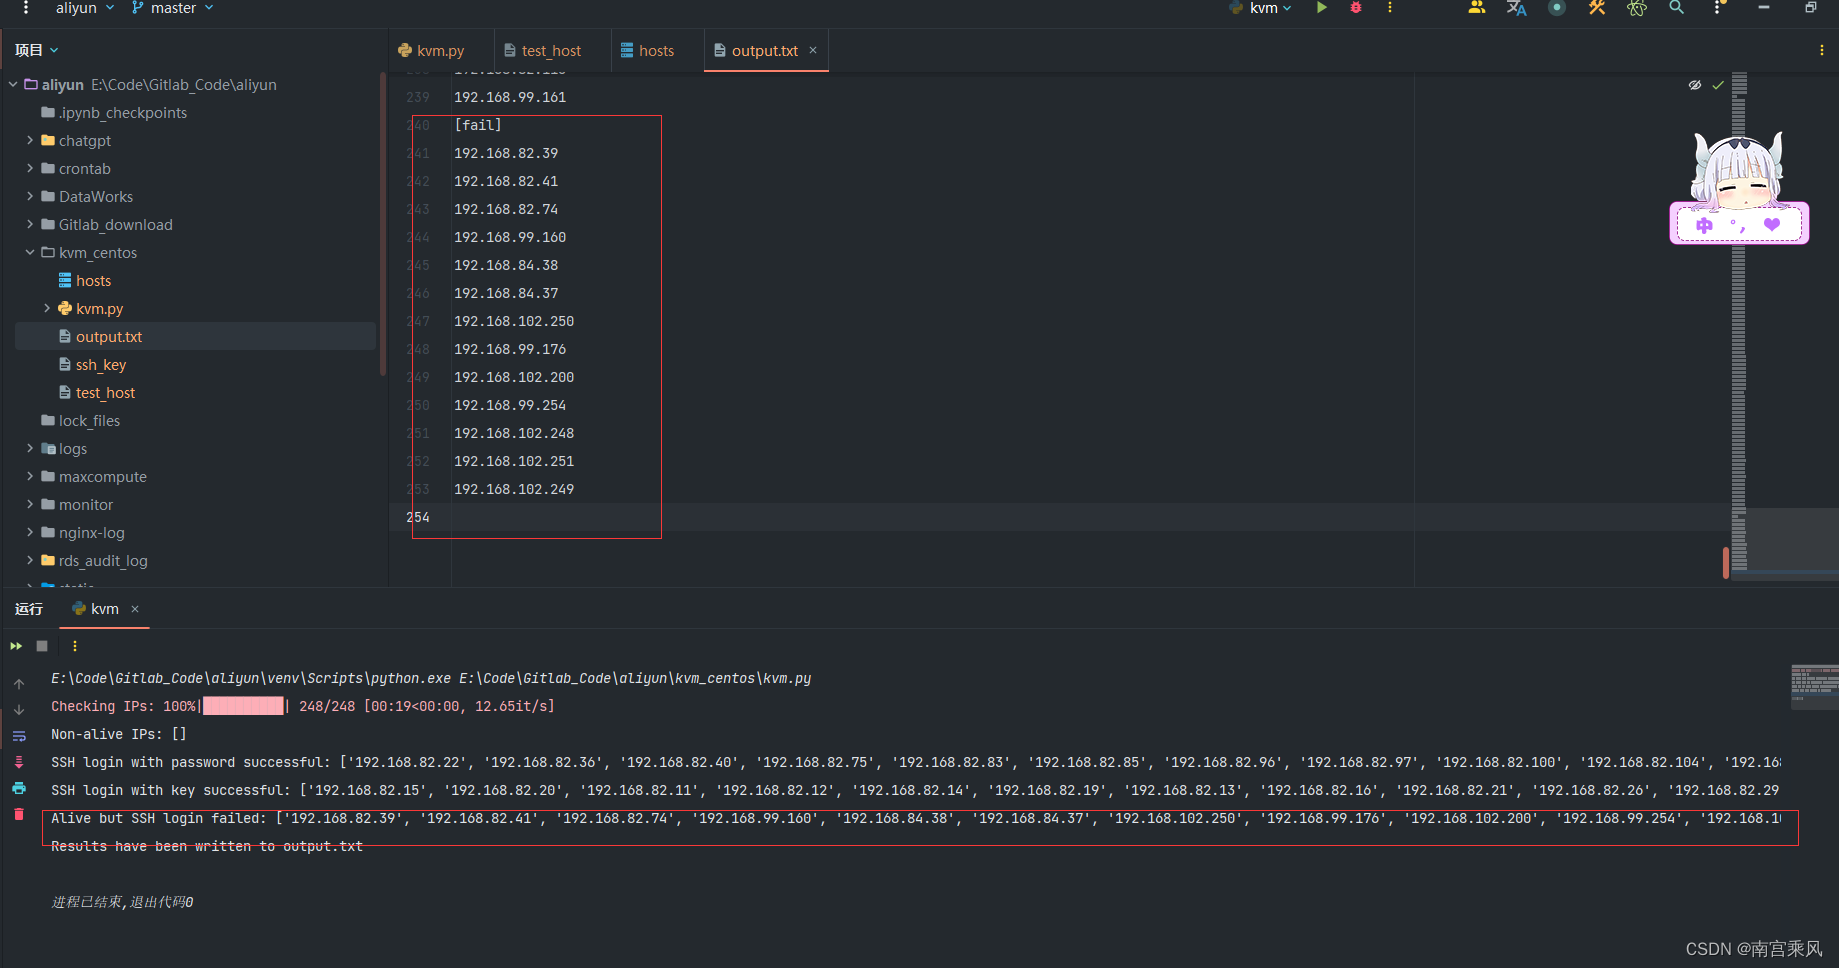 aliyun master kvm
项目 kvm.py test_host hosts output.txt
aliyun E:\Code\Gitlab_Code\aliyun
.ipynb_checkpoints
chatgpt
crontab
DataWorks
Gitlab_download
kvm_centos
hosts
kvm.py
output.txt
ssh_key
test_host
lock_files
logs
maxcompute
monitor
nginx-log
rds_audit_log
239 192.168.99.161
240 [fail]
241 192.168.82.39
242 192.168.82.41
243 192.168.82.74
244 192.168.99.160
245 192.168.84.38
246 192.168.84.37
247 192.168.102.250
248 192.168.99.176
249 192.168.102.200
250 192.168.99.254
251 192.168.102.248
252 192.168.102.251
253 192.168.102.249
254
中 °,
运行 kvm
E:\Code\Gitlab_Code\aliyun\venv\Scripts\python.exe E:\Code\Gitlab_Code\aliyun\kvm_centos\kvm.py
Checking IPs: 100%|██████████| 248/248 [00:19<00:00, 12.65it/s]
Non-alive IPs: []
SSH login with password successful: ['192.168.82.22', '192.168.82.36', '192.168.82.40', '192.168.82.75', '192.168.82.83', '192.168.82.85', '192.168.82.96', '192.168.82.97', '192.168.82.100', '192.168.82.104', '192.168
SSH login with key successful: ['192.168.82.15', '192.168.82.20', '192.168.82.11', '192.168.82.12', '192.168.82.14', '192.168.82.19', '192.168.82.13', '192.168.82.16', '192.168.82.21', '192.168.82.26', '192.168.82.29
Alive but SSH login failed: ['192.168.82.39', '192.168.82.41', '192.168.82.74', '192.168.99.160', '192.168.84.38', '192.168.84.37', '192.168.102.250', '192.168.99.176', '192.168.102.200', '192.168.99.254', '192.168.10
Results have been written to output.txt
进程已结束,退出代码0
CSDN @南宫乘风